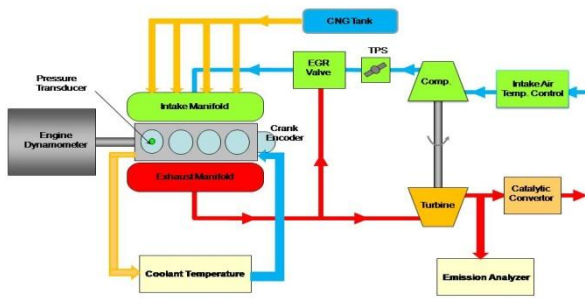 CNG Tank
TPS
EGR
Valve
Comp.
Intake Air
Temp. Control
Pressure
Transducer
Intake Manifold
Crank
Encoder
Engine
Dynamometer
Exhaust Manifold
Turbine
Catalytic
Convertor
Coolant Temperature
Emission Analyzer